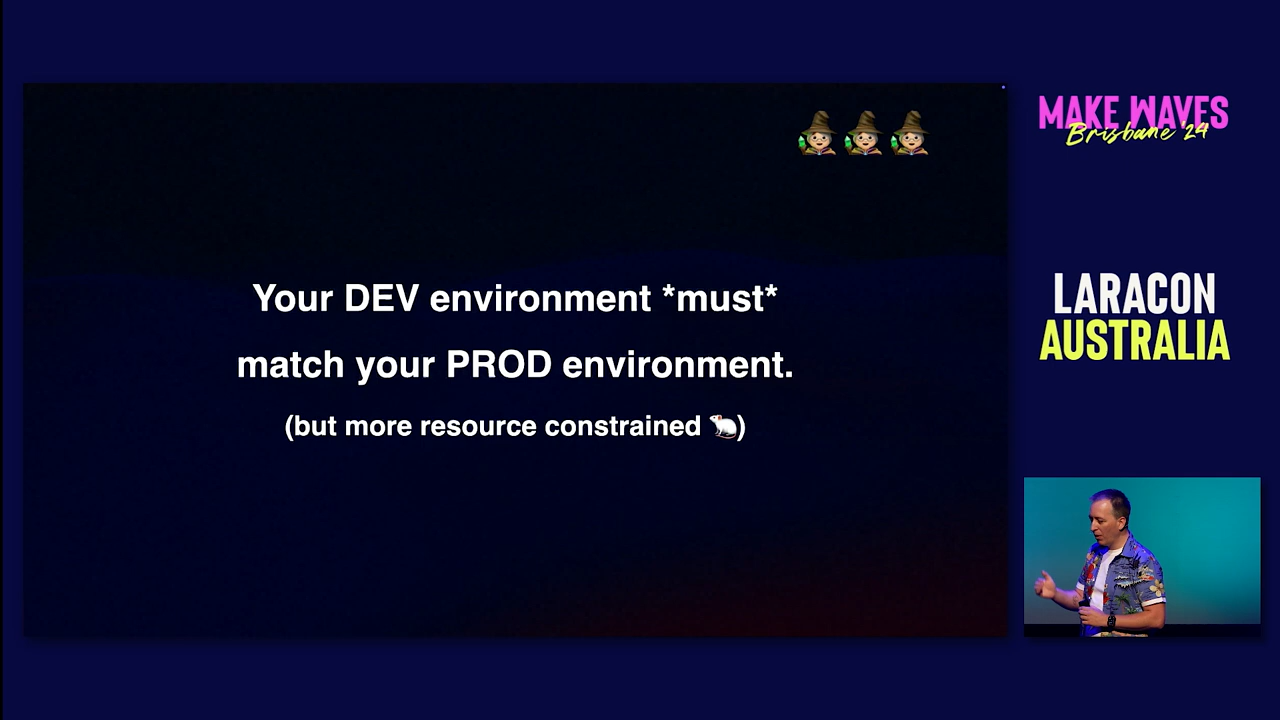 Your DEV environment *must*
match your PROD environment.
(but more resource constrained 🐁)
MAKE WAVES
Brisbane '24
LARACON
AUSTRALIA